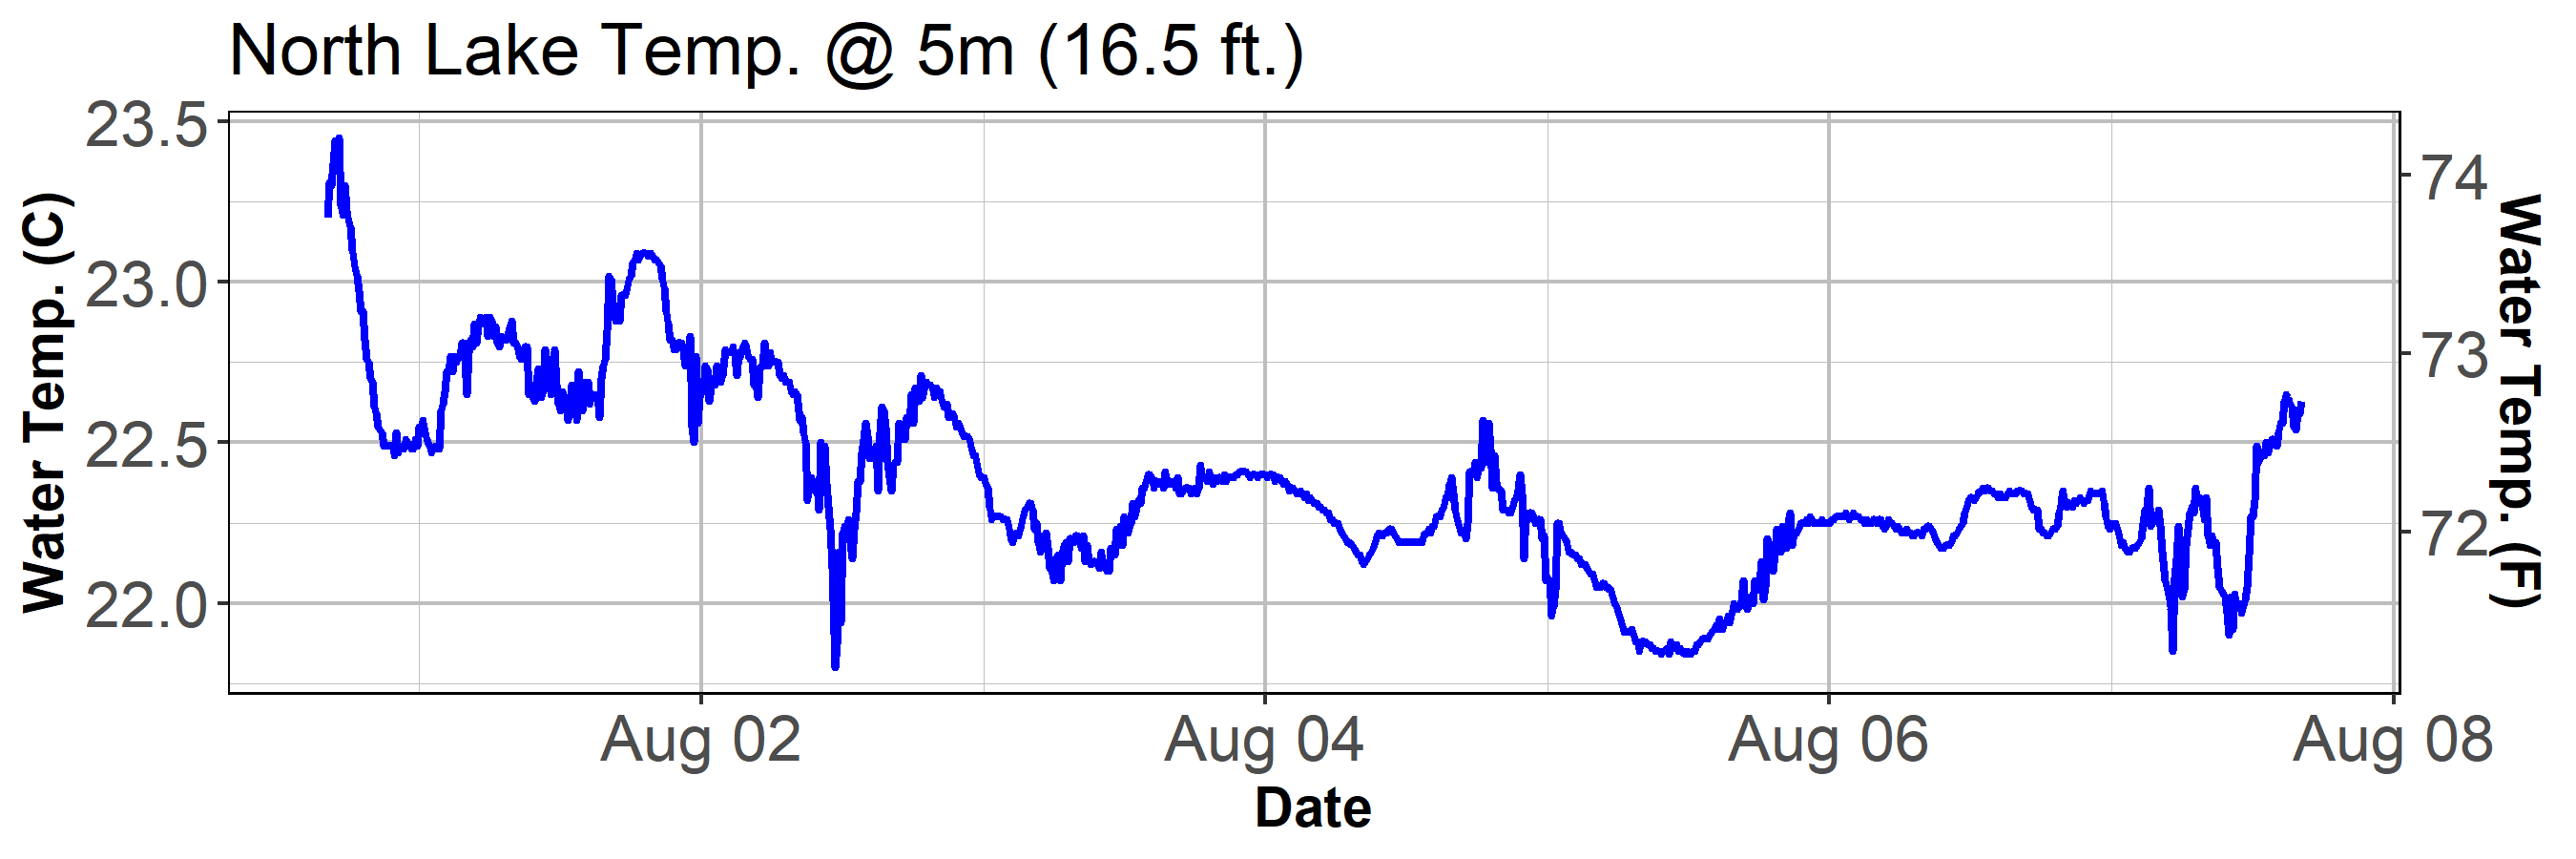 North Lake Temp. @ 5m (16.5 ft.)
Water Temp. (C)
23.5
23.0
22.5
22.0
74
73
72
Water Temp. (F)
Aug 02 Aug 04 Aug 06 Aug 08
Date